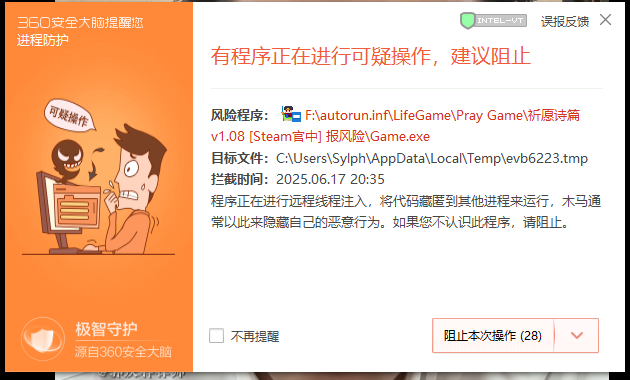 360安全大脑提醒您
进程防护
INTEL-VT
误报反馈
有程序正在进行可疑操作，建议阻止
可疑操作
风险程序： F:\autorun.inf\LifeGame\Pray Game\祈愿诗篇
v1.08 [Steam官中] 报风险\Game.exe
目标文件：C:\Users\Sylph\AppData\Local\Temp\evb6223.tmp
拦截时间：2025.06.17 20:35
程序正在进行远程线程注入，将代码藏匿到其他进程来运行，木马通
常以此来隐藏自己的恶意行为。如果您不认识此程序，请阻止。
极智守护
源自360安全大脑
不再提醒
阻止本次操作 (28)